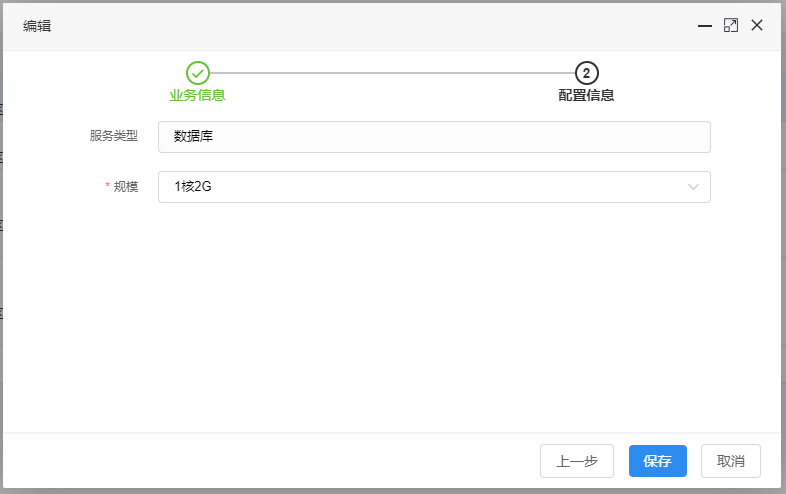 编辑
2
业务信息
配置信息
服务类型 数据库
* 规模 1核2G
上一步 保存 取消